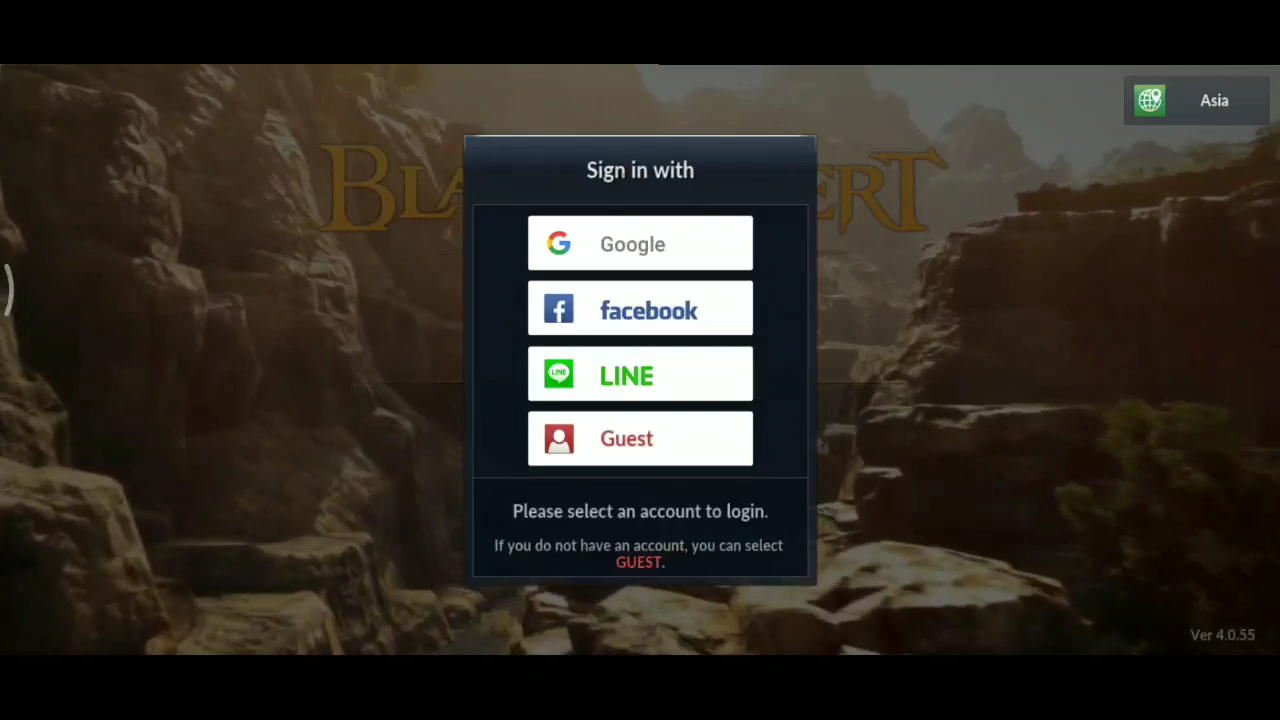 Asia
Sign in with
Google
facebook
LINE
LINE
Guest
Please select an account to login.
If you do not have an account, you can select
GUEST.
Ver 4.0.55